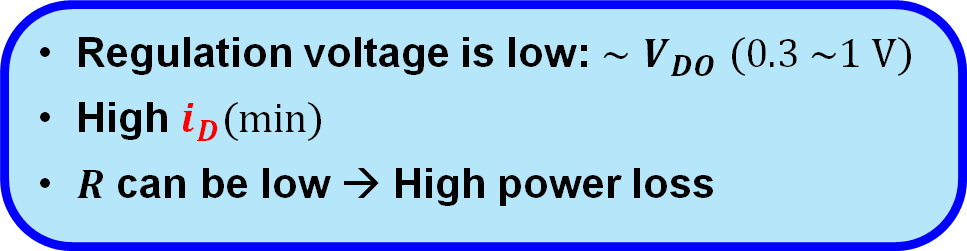 • Regulation voltage is low: ~ V_DO (0.3 ~1 V)
• High i_D(min)
• R can be low → High power loss